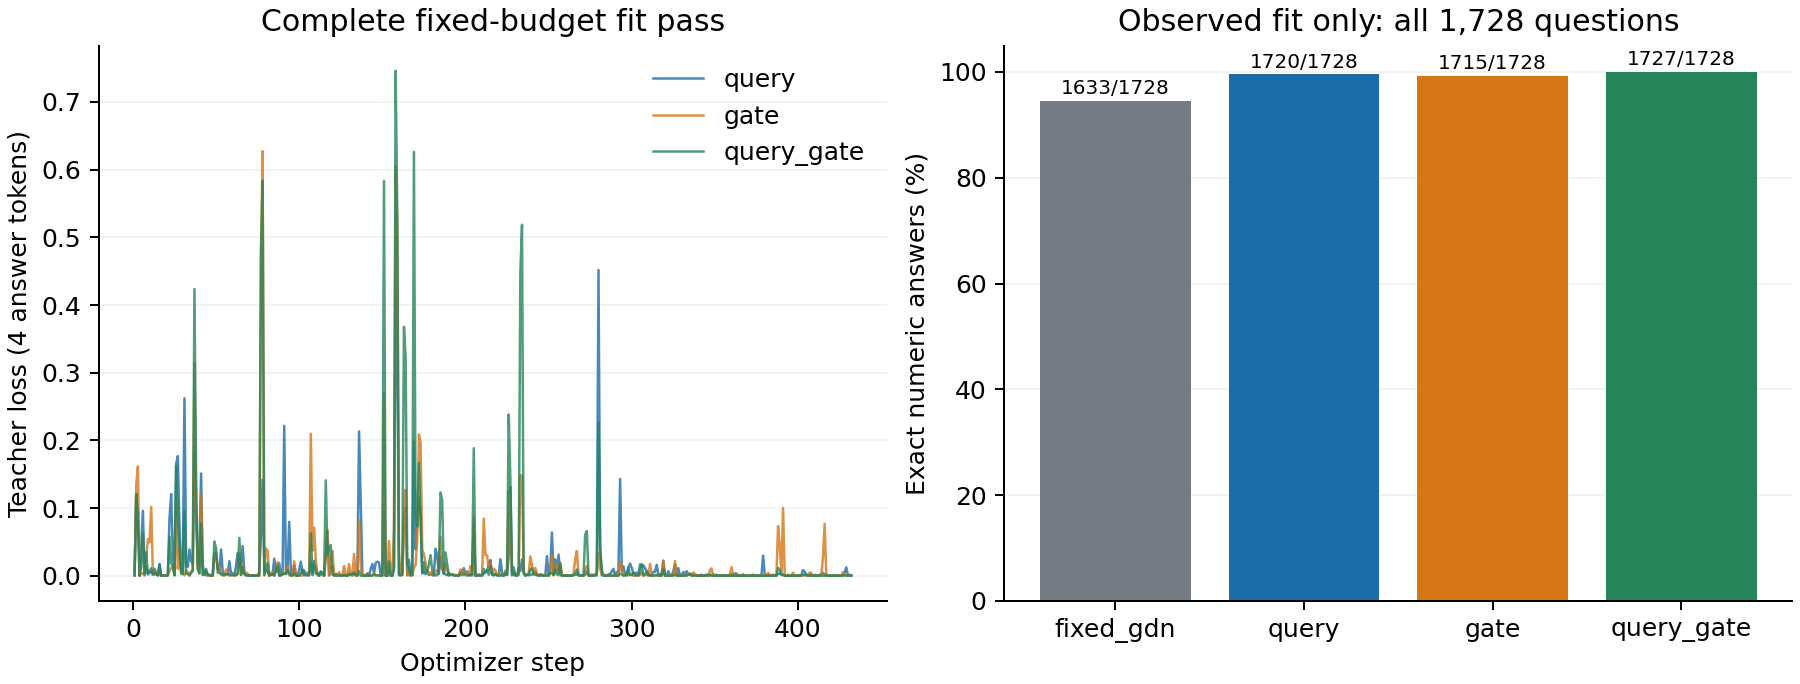 Complete fixed-budget fit pass
Teacher loss (4 answer tokens)
0.7
0.6
0.5
0.4
0.3
0.2
0.1
0.0
query
gate
query_gate
0
100
200
300
400
Optimizer step
Observed fit only: all 1,728 questions
Exact numeric answers (%)
100
80
60
40
20
0
1633/1728
1720/1728
1715/1728
1727/1728
fixed_gdn
query
gate
query_gate